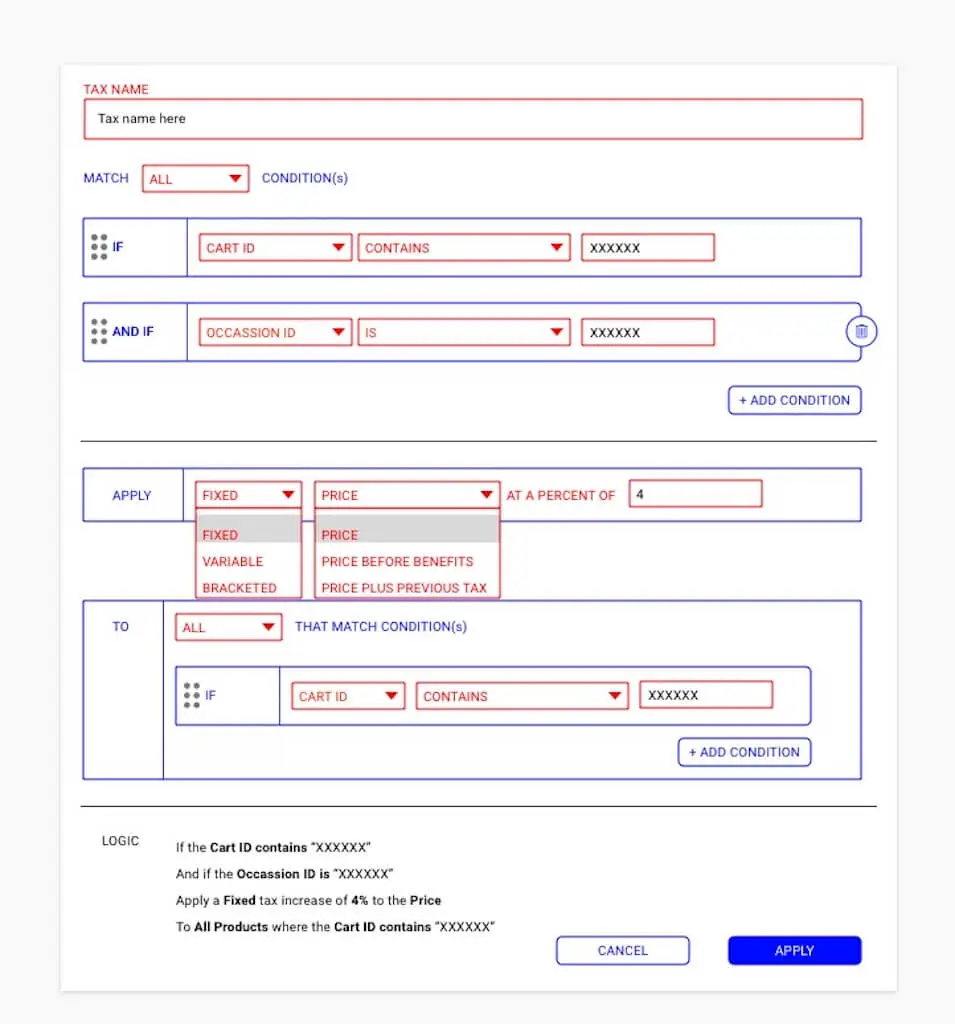 TAX NAME
Tax name here
MATCH ALL CONDITION(s)
IF CART ID CONTAINS XXXXXX
AND IF OCCASSION ID IS XXXXXX
+ ADD CONDITION
APPLY FIXED PRICE AT A PERCENT OF 4
FIXED PRICE
VARIABLE PRICE BEFORE BENEFITS
BRACKETED PRICE PLUS PREVIOUS TAX
TO ALL THAT MATCH CONDITION(s)
IF CART ID CONTAINS XXXXXX
+ ADD CONDITION
LOGIC
If the Cart ID contains “XXXXXX”
And if the Occassion ID is “XXXXXX”
Apply a Fixed tax increase of 4% to the Price
To All Products where the Cart ID contains “XXXXXX”
CANCEL APPLY